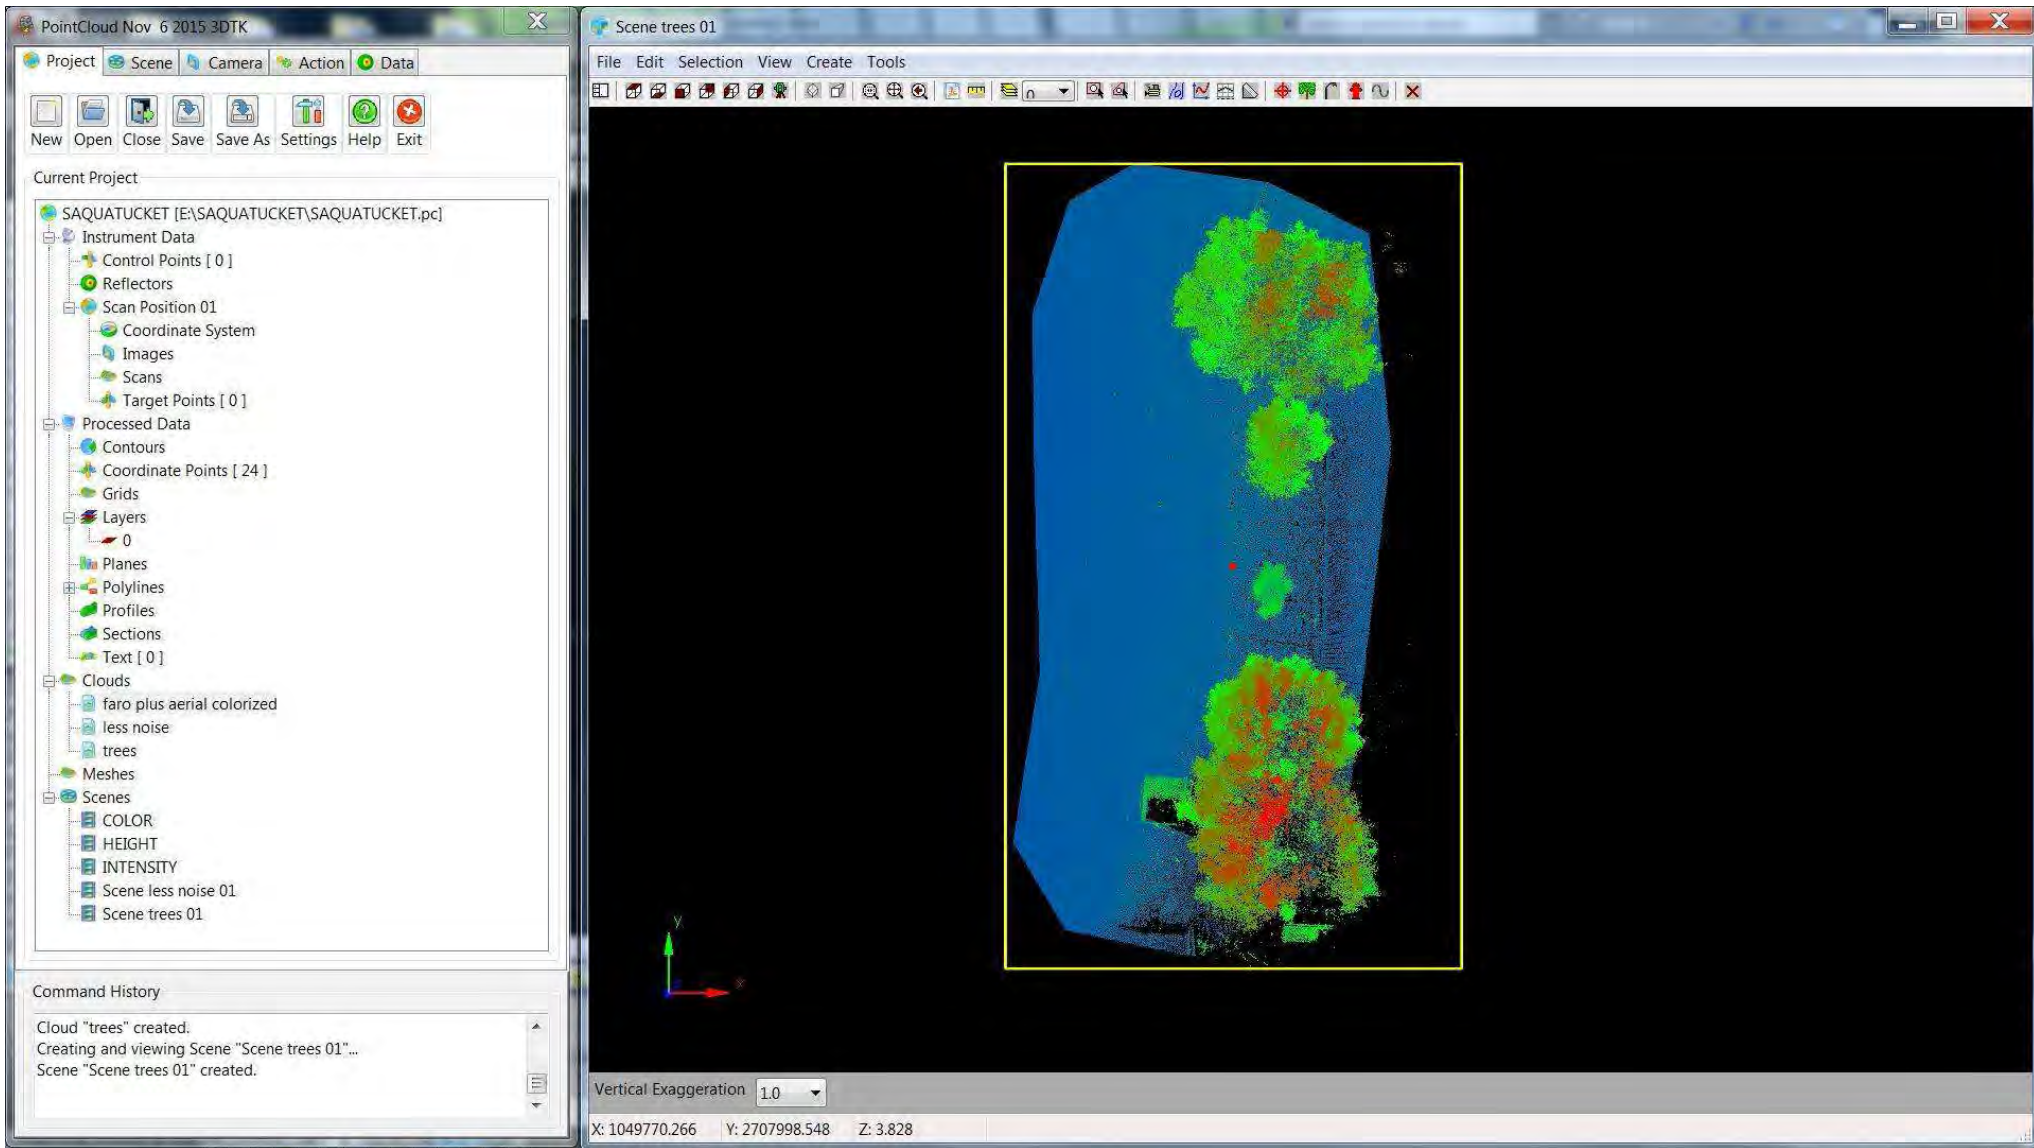 PointCloud Nov 6 2015 3DTK
Project Scene Camera Action Data
New Open Close Save Save As Settings Help Exit
Current Project
SAQUATUCKET [E:\SAQUATUCKET\SAQUATUCKET.pc]
Instrument Data
Control Points [ 0 ]
Reflectors
Scan Position 01
Coordinate System
Images
Scans
Target Points [ 0 ]
Processed Data
Contours
Coordinate Points [ 24 ]
Grids
Layers
0
Planes
Polylines
Profiles
Sections
Text [ 0 ]
Clouds
faro plus aerial colorized
less noise
trees
Meshes
Scenes
COLOR
HEIGHT
INTENSITY
Scene less noise 01
Scene trees 01
Command History
Cloud "trees" created.
Creating and viewing Scene "Scene trees 01"...
Scene "Scene trees 01" created.
Scene trees 01
File Edit Selection View Create Tools
0
Y
X
Vertical Exaggeration 1.0
X: 1049770.266 Y: 2707998.548 Z: 3.828